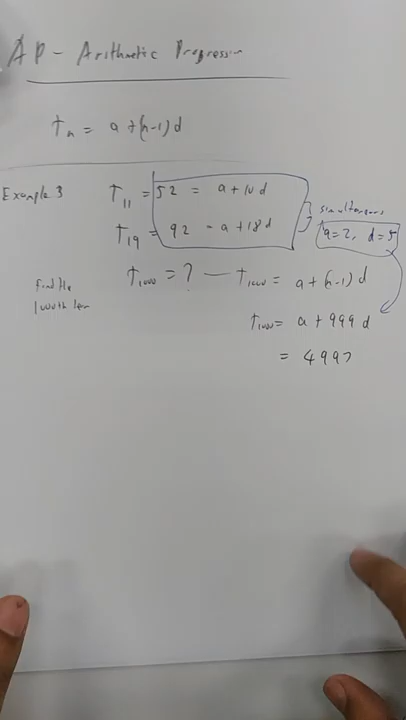 AP - Arithmetic Progression
Tn = a + (n-1)d
Example 3
T11 = 52 = a + 10d
T19 = 92 = a + 18d
simultaneous
a = 2, d = 5
find the
1000th term
T1000 = ? — T1000 = a + (n-1)d
T1000 = a + 999d
= 4997